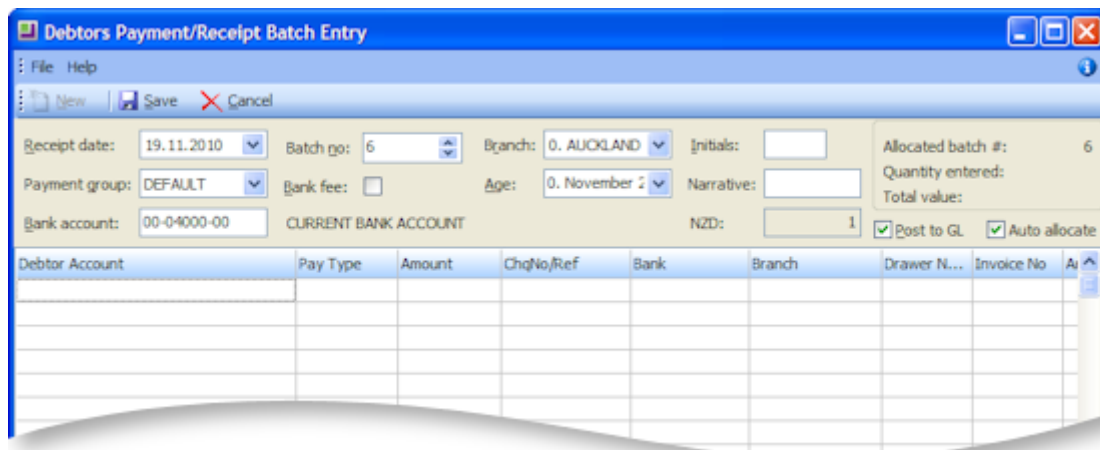 Debtors Payment/Receipt Batch Entry
File Help
New Save Cancel
Receipt date: 19.11.2010 Batch no: 6 Branch: 0. AUCKLAND Initials: Allocated batch #: 6
Payment group: DEFAULT Bank fee: Age: 0. November 2 Narrative: Quantity entered:
Total value:
Bank account: 00-04000-00 CURRENT BANK ACCOUNT NZD: 1 Post to GL Auto allocate
Debtor Account Pay Type Amount ChqNo/Ref Bank Branch Drawer N... Invoice No